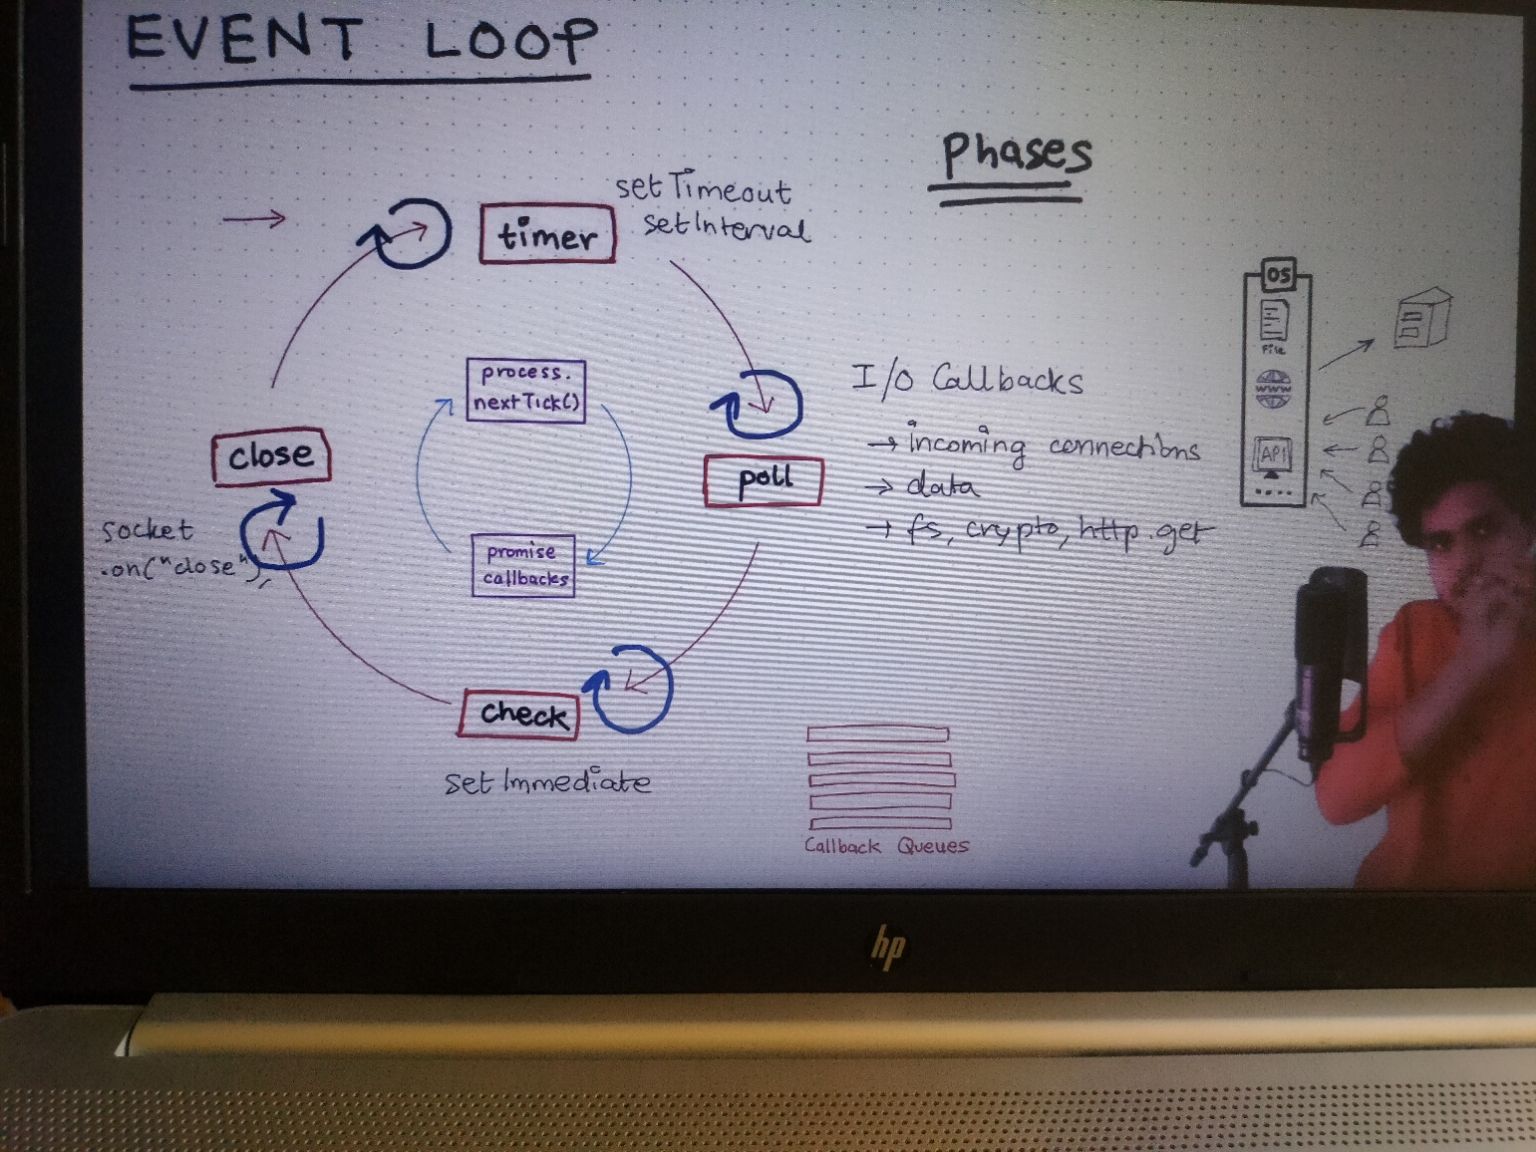 EVENT LOOP
Phases
setTimeout
setInterval
timer
OS
File
WWW
API
process.
nextTick()
I/O Callbacks
→ incoming connections
→ data
→ fs, crypto, http.get
close
poll
socket
.on("close"),
promise
callbacks
check
setImmediate
Callback Queues
hp